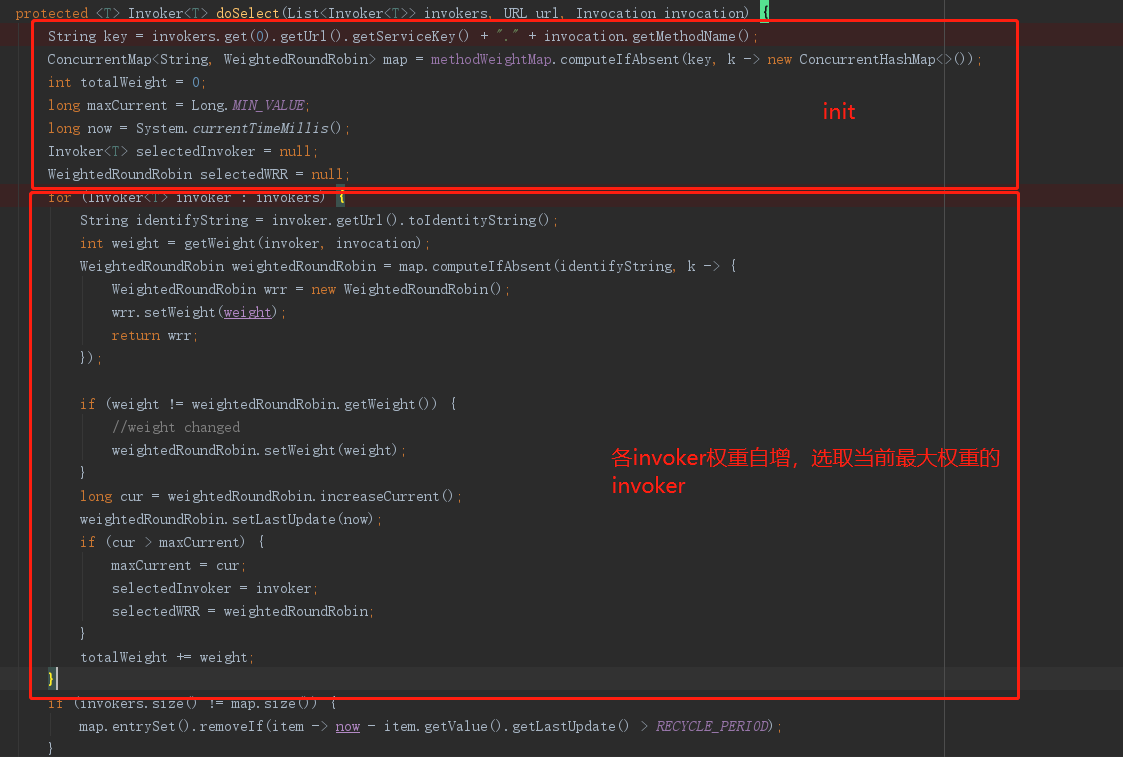 protected <T> Invoker<T> doSelect(List<Invoker<T>> invokers, URL url, Invocation invocation) {
String key = invokers.get(0).getUrl().getServiceKey() + "." + invocation.getMethodName();
ConcurrentMap<String, WeightedRoundRobin> map = methodWeightMap.computeIfAbsent(key, k -> new ConcurrentHashMap<>());
int totalWeight = 0;
long maxCurrent = Long.MIN_VALUE;
init
long now = System.currentTimeMillis();
Invoker<T> selectedInvoker = null;
WeightedRoundRobin selectedWRR = null;
for (Invoker<T> invoker : invokers) {
String identifyString = invoker.getUrl().toIdentityString();
int weight = getWeight(invoker, invocation);
WeightedRoundRobin weightedRoundRobin = map.computeIfAbsent(identifyString, k -> {
WeightedRoundRobin wrr = new WeightedRoundRobin();
wrr.setWeight(weight);
return wrr;
});
if (weight != weightedRoundRobin.getWeight()) {
//weight changed
weightedRoundRobin.setWeight(weight);
}
各invoker权重自增，选取当前最大权重的
invoker
long cur = weightedRoundRobin.increaseCurrent();
weightedRoundRobin.setLastUpdate(now);
if (cur > maxCurrent) {
maxCurrent = cur;
selectedInvoker = invoker;
selectedWRR = weightedRoundRobin;
}
totalWeight += weight;
}
if (invokers.size() != map.size()) {
map.entrySet().removeIf(item -> now - item.getValue().getLastUpdate() > RECYCLE_PERIOD);
}